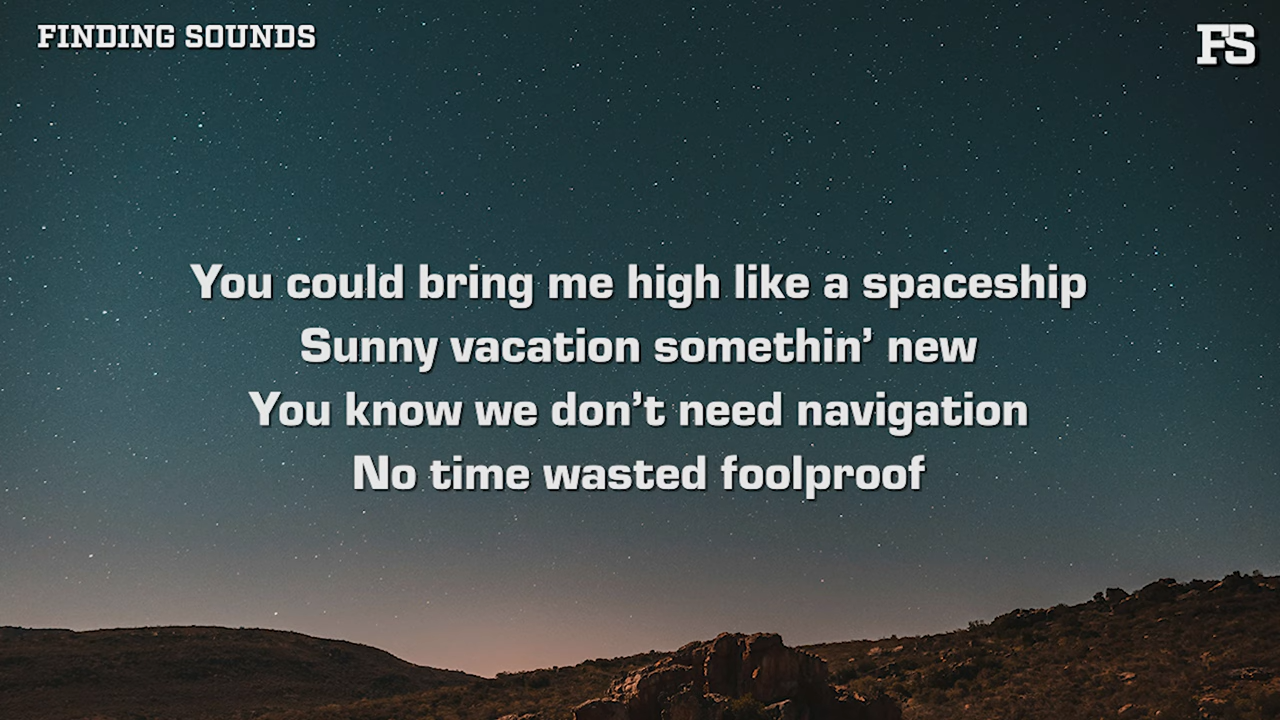 FINDING SOUNDS
FS
You could bring me high like a spaceship
Sunny vacation somethin’ new
You know we don’t need navigation
No time wasted foolproof